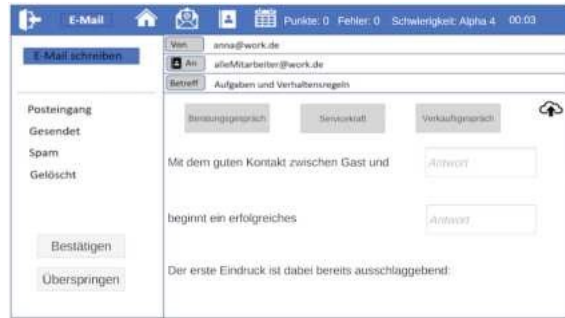 E-Mail Punkte: 0 Fehler: 0 Schwierigkeit: Alpha 4 00:03
E-Mail schreiben
Von anna@work.de
An alleMitarbeiter@work.de
Betreff Aufgaben und Verhaltensregeln
Posteingang
Gesendet
Spam
Gelöscht
Bestätigen
Überspringen
Beratungsgespräch Servicekraft Verkaufsgespräch
Mit dem guten Kontakt zwischen Gast und Antwort
beginnt ein erfolgreiches Antwort
Der erste Eindruck ist dabei bereits ausschlaggebend: